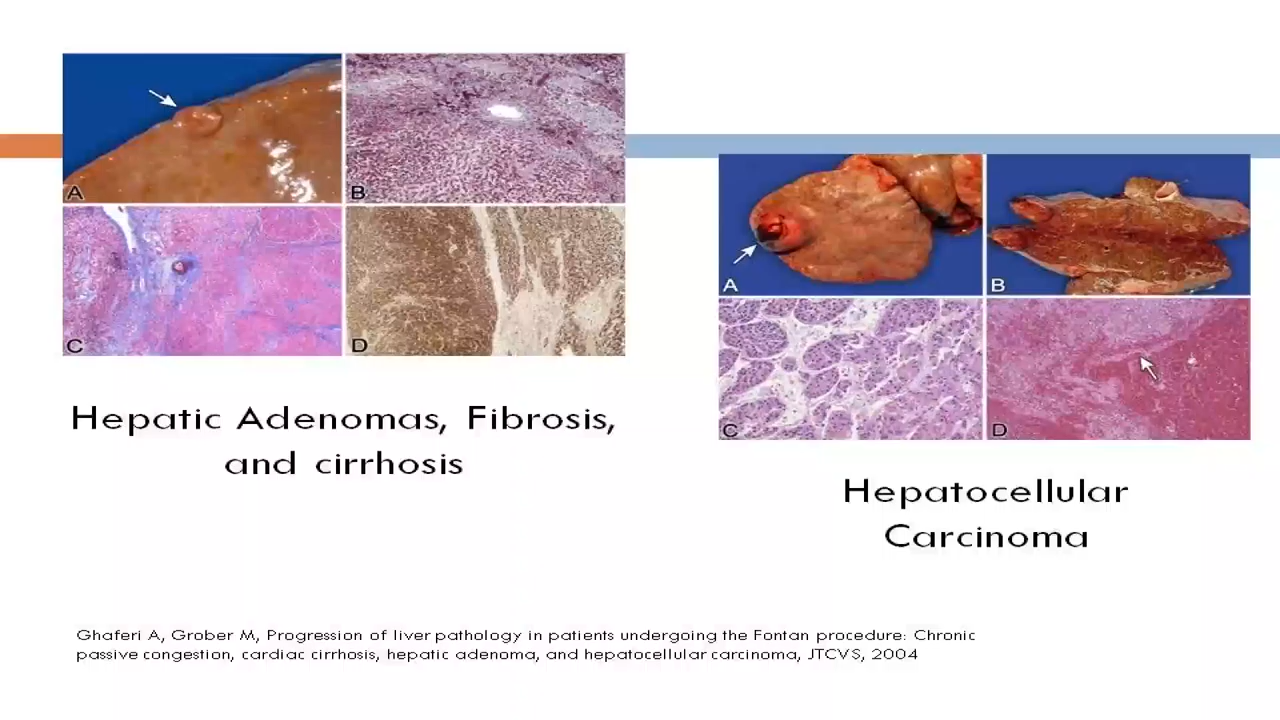 A
B
C
D
Hepatic Adenomas, Fibrosis,
and cirrhosis
A
B
C
D
Hepatocellular
Carcinoma
Ghaferi A, Grober M, Progression of liver pathology in patients undergoing the Fontan procedure: Chronic
passive congestion, cardiac cirrhosis, hepatic adenoma, and hepatocellular carcinoma, JTCVS, 2004